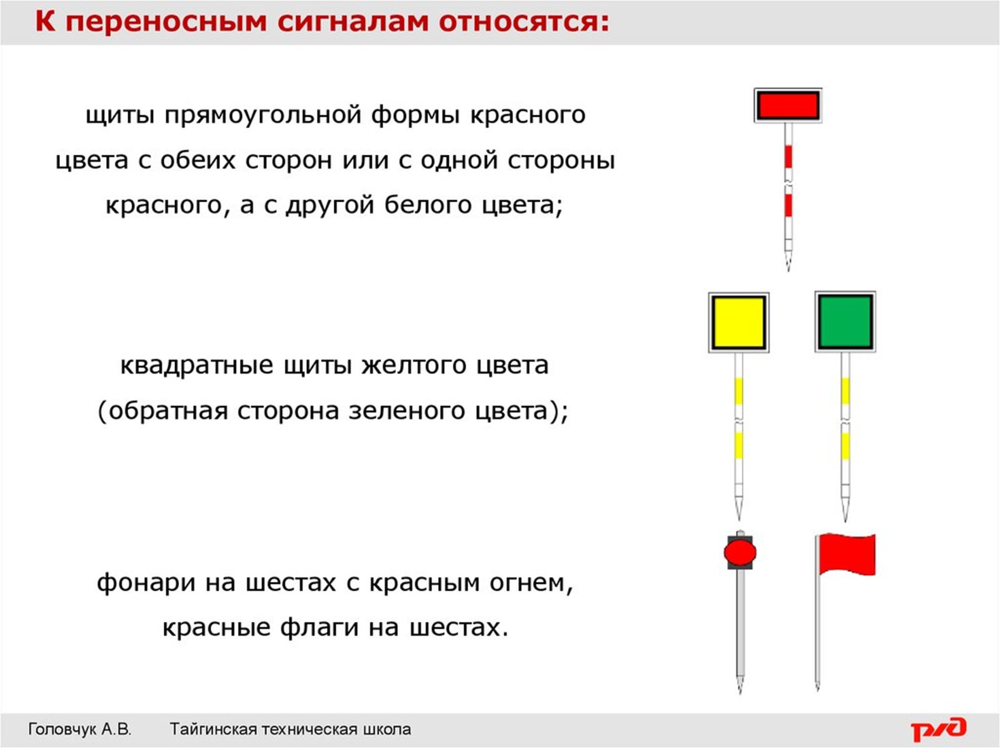 К переносным сигналам относятся:
щиты прямоугольной формы красного
цвета с обеих сторон или с одной стороны
красного, а с другой белого цвета;
квадратные щиты желтого цвета
(обратная сторона зеленого цвета);
фонари на шестах с красным огнем,
красные флаги на шестах.
Головчук А.В. Тайгинская техническая школа
ржд